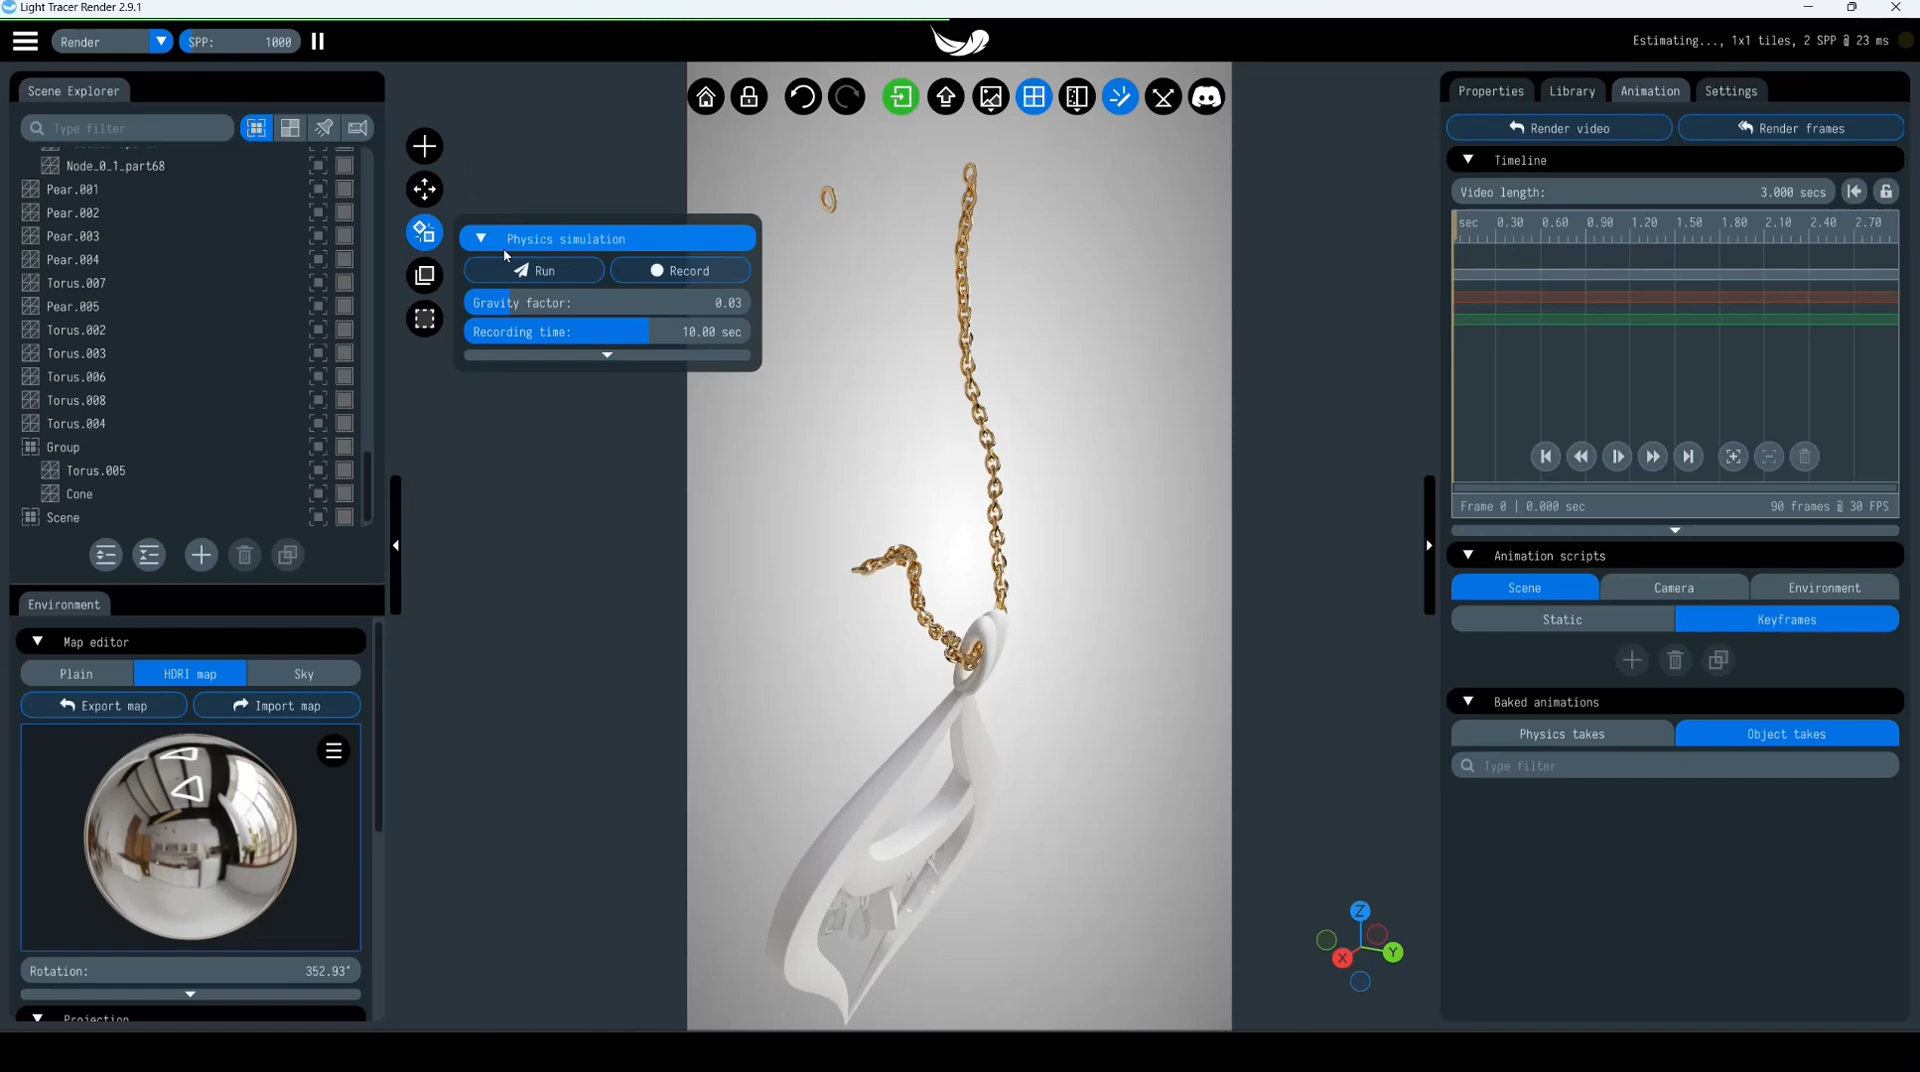 Light Tracer Render 2.9.1
Render
SPP: 1000
Estimating..., 1x1 tiles, 2 SPP @ 23 ms
Scene Explorer
Type filter
Node_0_1_part68
Pear.001
Pear.002
Pear.003
Pear.004
Torus.007
Pear.005
Torus.002
Torus.003
Torus.006
Torus.008
Torus.004
Group
Torus.005
Cone
Scene
Environment
Map editor
Plain
HDRI map
Sky
Export map
Import map
Rotation: 352.93°
Projection
Physics simulation
Run
Record
Gravity factor: 0.03
Recording time: 10.00 sec
Z
X
Y
Properties
Library
Animation
Settings
Render video
Render frames
Timeline
Video length: 3.000 secs
sec 0.30 0.60 0.90 1.20 1.50 1.80 2.10 2.40 2.70
Frame 0 | 0.000 sec
90 frames @ 30 FPS
Animation scripts
Scene
Camera
Environment
Static
Keyframes
Baked animations
Physics takes
Object takes
Type filter